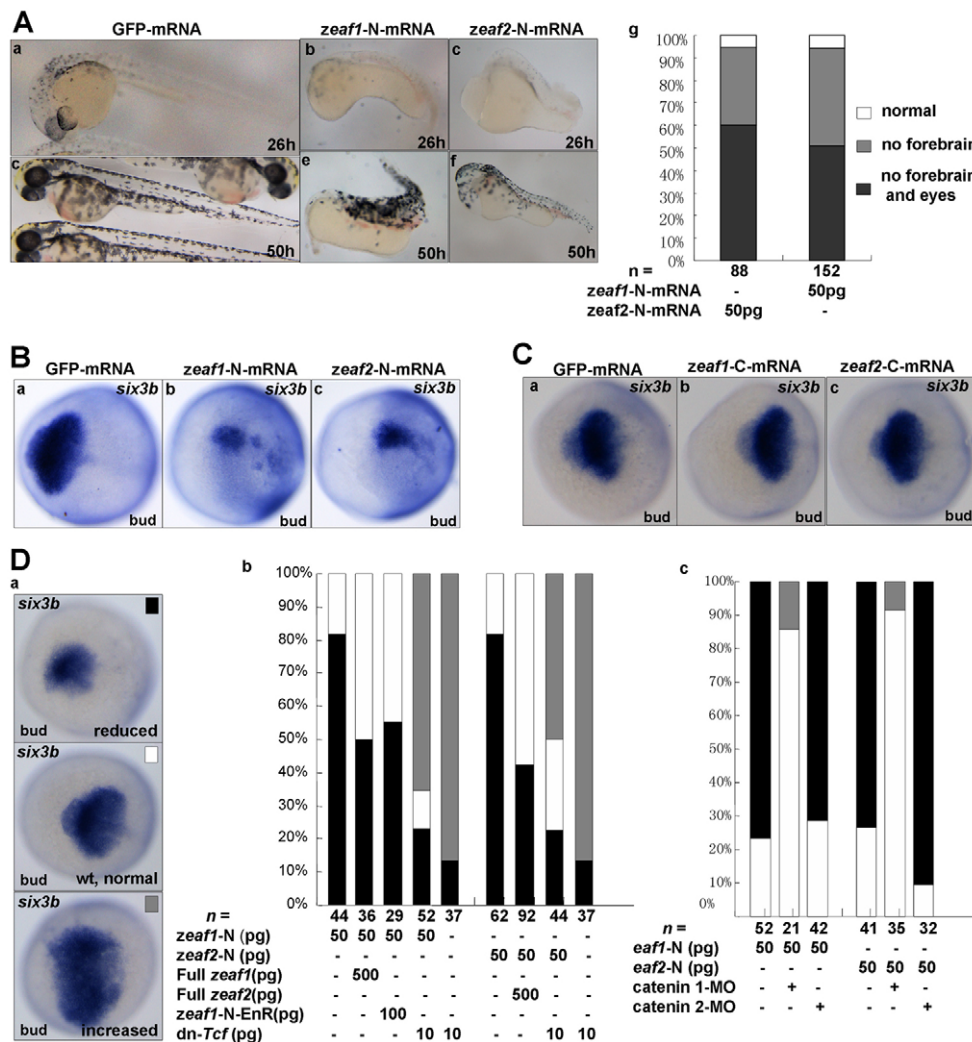 A
GFP-mRNA
zeaf1-N-mRNA
zeaf2-N-mRNA
a
26h
b
26h
c
26h
c
50h
e
50h
f
50h
g
100%
90%
80%
70%
60%
50%
40%
30%
20%
10%
0%
normal
no forebrain
no forebrain
and eyes
n =
88
152
zeaf1-N-mRNA
-
50pg
zeaf2-N-mRNA
50pg
-
B
GFP-mRNA
zeaf1-N-mRNA
zeaf2-N-mRNA
a
six3b
b
six3b
c
six3b
bud
bud
bud
C
GFP-mRNA
zeaf1-C-mRNA
zeaf2-C-mRNA
a
six3b
b
six3b
c
six3b
bud
bud
bud
D
a
six3b
bud
reduced
six3b
bud
wt, normal
six3b
bud
increased
b
100%
90%
80%
70%
60%
50%
40%
30%
20%
10%
0%
n = 44 36 29 52 37 62 92 44 37
zeaf1-N (pg) 50 50 50 50 - - - - -
zeaf2-N (pg) - - - - - 50 50 50 -
Full zeaf1(pg) - 500 - - - - - - -
Full zeaf2(pg) - - - - - - 500 - -
zeaf1-N-EnR(pg) - - 100 - - - - - -
dn-Tcf (pg) - - - 10 10 - - 10 10
c
100%
90%
80%
70%
60%
50%
40%
30%
20%
10%
0%
n = 52 21 42 41 35 32
eaf1-N (pg) 50 50 50 - - -
eaf2-N (pg) - - - 50 50 50
catenin 1-MO - + - - + -
catenin 2-MO - - + - - +